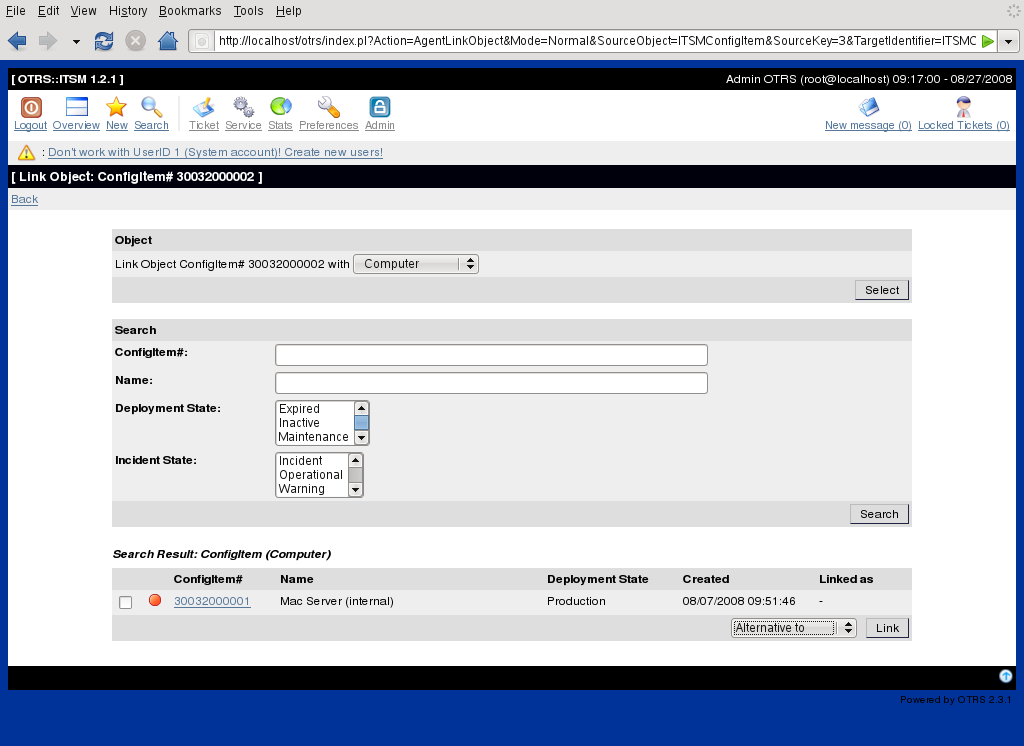 File Edit View History Bookmarks Tools Help
http://localhost/otrs/index.pl?Action=AgentLinkObject&Mode=Normal&SourceObject=ITSMConfigItem&SourceKey=3&TargetIdentifier=ITSMC
[ OTRS::ITSM 1.2.1 ] Admin OTRS (root@localhost) 09:17:00 - 08/27/2008
Logout Overview New Search Ticket Service Stats Preferences Admin New message (0) Locked Tickets (0)
: Don't work with UserID 1 (System account)! Create new users!
[ Link Object: ConfigItem# 30032000002 ]
Back
Object
Link Object ConfigItem# 30032000002 with Computer
Select
Search
ConfigItem#:
Name:
Deployment State:
Expired
Inactive
Maintenance
Incident State:
Incident
Operational
Warning
Search
Search Result: ConfigItem (Computer)
ConfigItem# Name Deployment State Created Linked as
30032000001 Mac Server (internal) Production 08/07/2008 09:51:46 -
Alternative to Link
Powered by OTRS 2.3.1